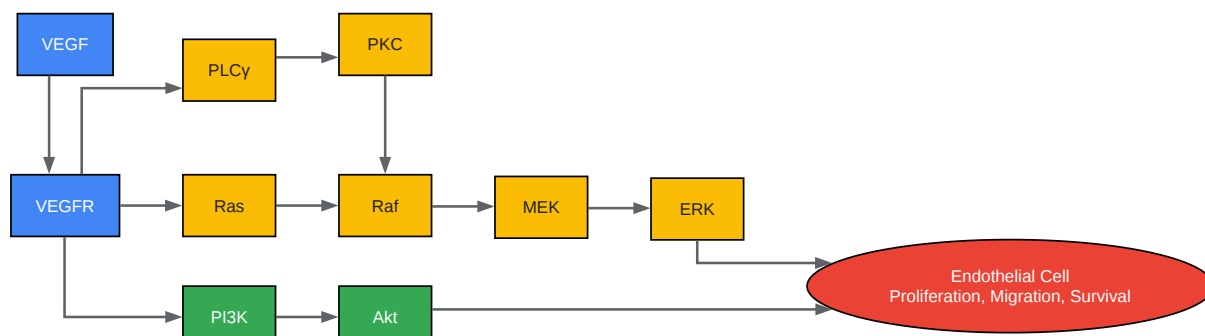 VEGF
PLCγ
PKC
VEGFR
Ras
Raf
MEK
ERK
PI3K
Akt
Endothelial Cell
Proliferation, Migration, Survival